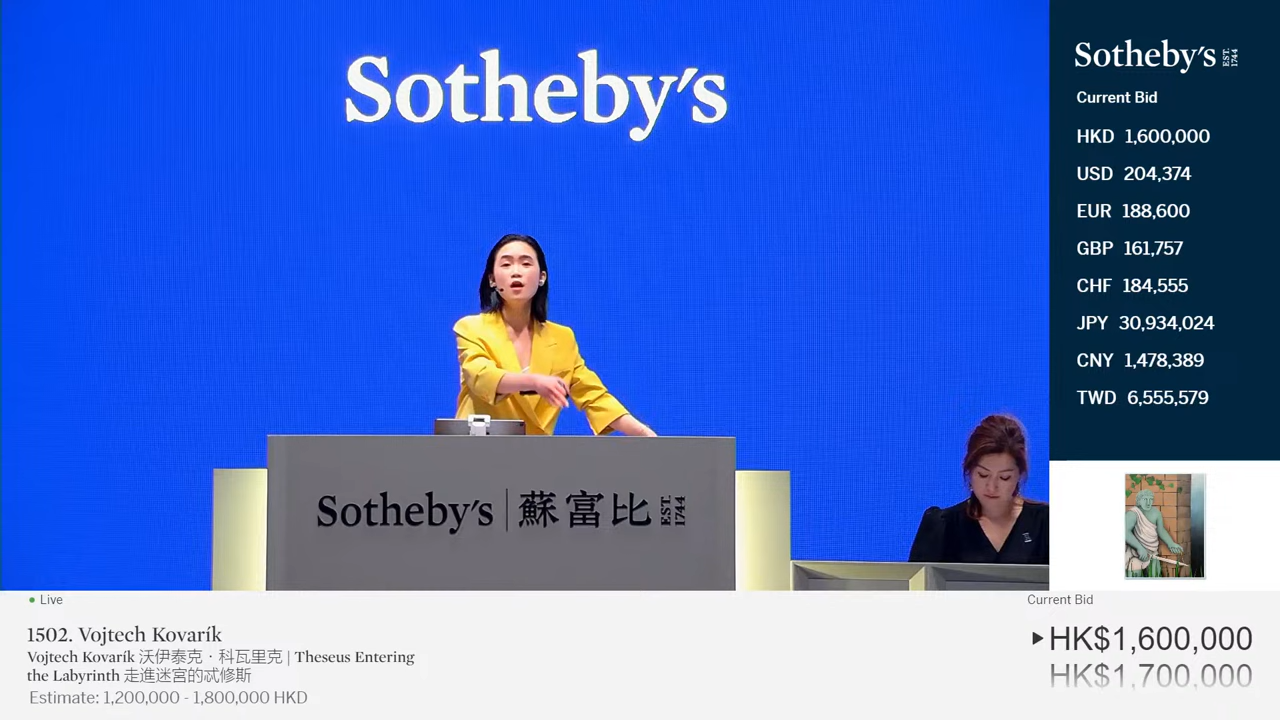 Sotheby's
Sotheby's | 蘇富比 EST. 1744
Sotheby's EST. 1744
Current Bid
HKD 1,600,000
USD 204,374
EUR 188,600
GBP 161,757
CHF 184,555
JPY 30,934,024
CNY 1,478,389
TWD 6,555,579
Live
Current Bid
1502. Vojtech Kovarík
Vojtech Kovarík 沃伊泰克·科瓦里克 | Theseus Entering
the Labyrinth 走進迷宮的忒修斯
Estimate: 1,200,000 - 1,800,000 HKD
HK$1,600,000
HK$1,700,000